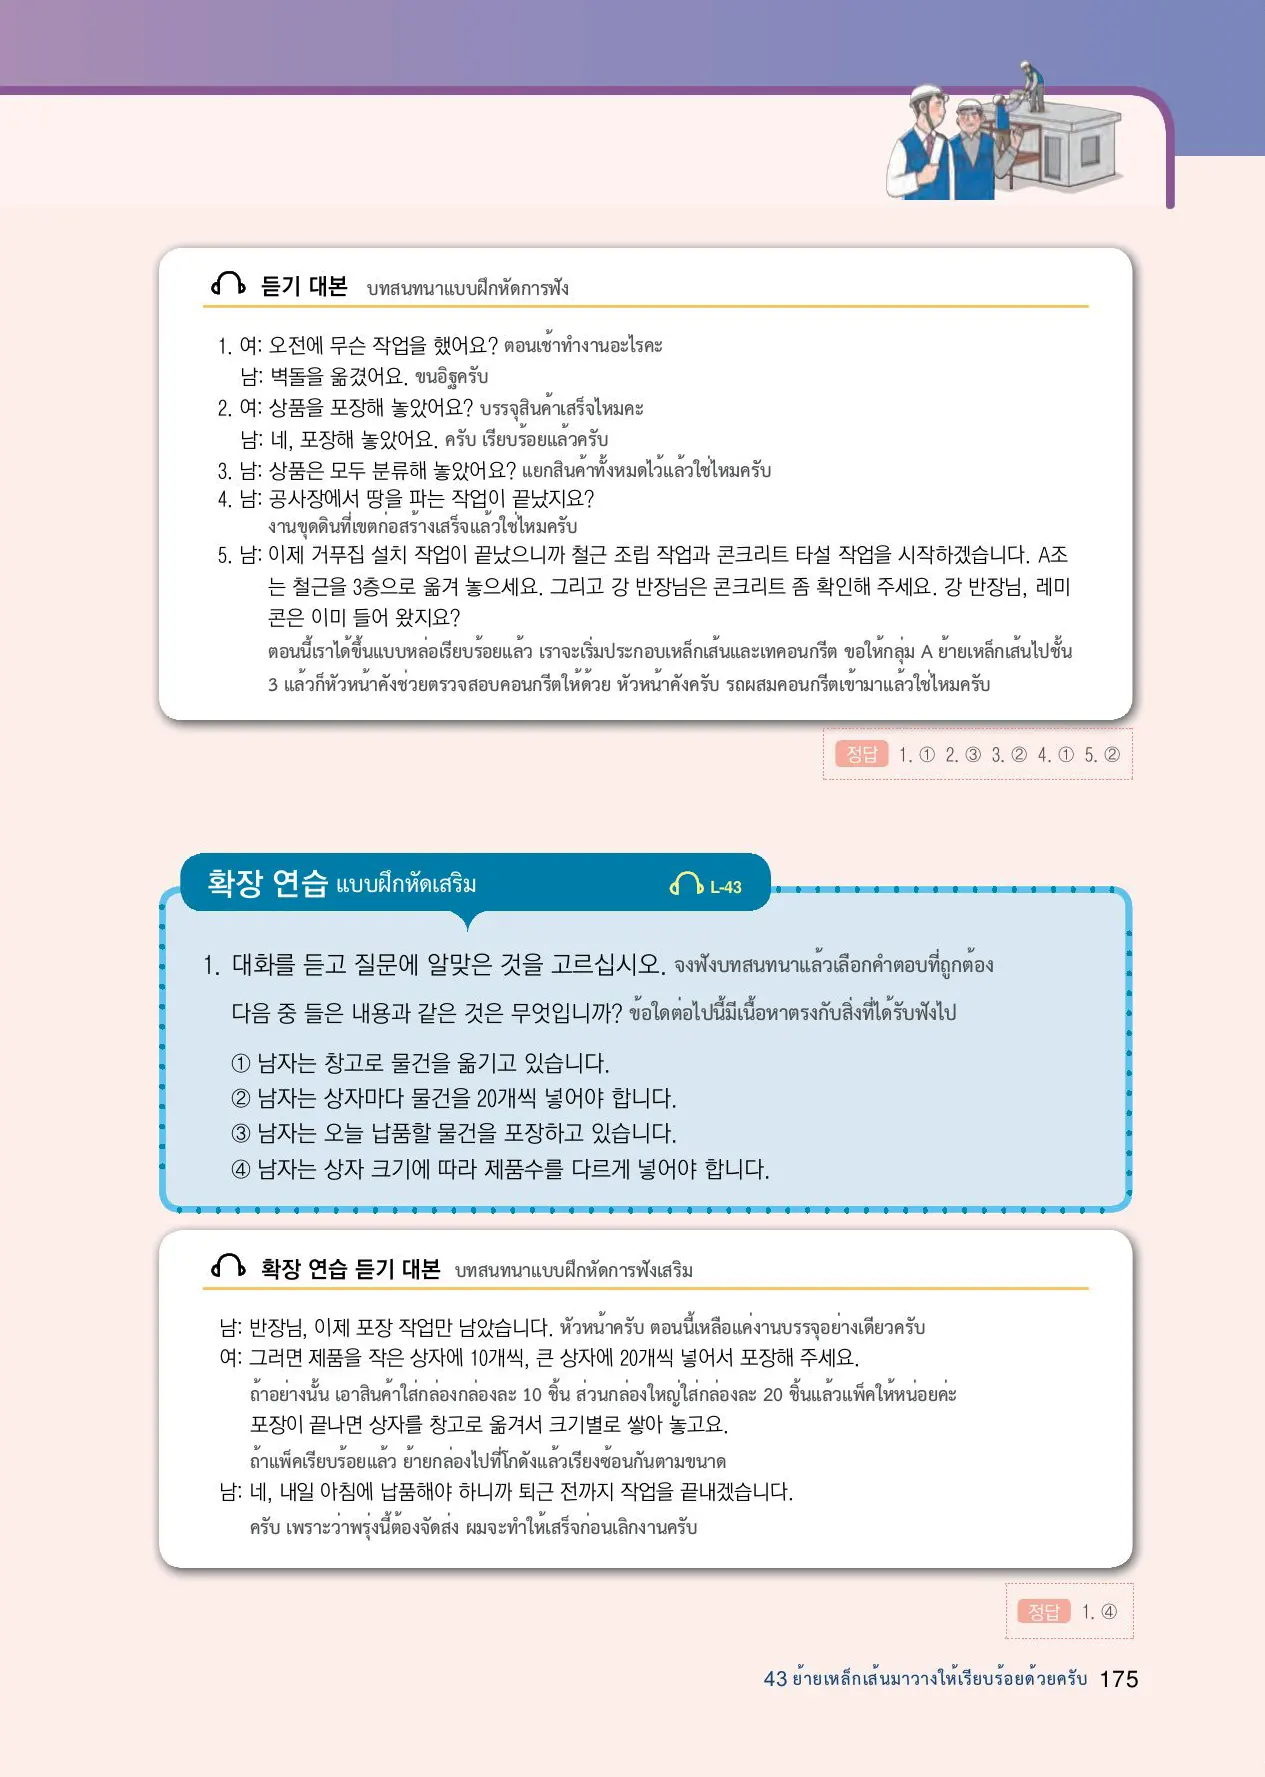 듣기 대본 บทสนทนาแบบฝึกหัดการฟัง
1. 여: 오전에 무슨 작업을 했어요? ตอนเช้าทำงานอะไรคะ
남: 벽돌을 옮겼어요. ขนอิฐครับ
2. 여: 상품을 포장해 놓았어요? บรรจุสินค้าเสร็จไหมคะ
남: 네, 포장해 놓았어요. ครับ เรียบร้อยแล้วครับ
3. 남: 상품은 모두 분류해 놓았어요? แยกสินค้าทั้งหมดไว้แล้วใช่ไหมครับ
4. 남: 공사장에서 땅을 파는 작업이 끝났지요?
งานขุดดินที่เขตก่อสร้างเสร็จแล้วใช่ไหมครับ
5. 남: 이제 거푸집 설치 작업이 끝났으니까 철근 조립 작업과 콘크리트 타설 작업을 시작하겠습니다. A조
는 철근을 3층으로 옮겨 놓으세요. 그리고 강 반장님은 콘크리트 좀 확인해 주세요. 강 반장님, 레미
콘은 이미 들어 왔지요?
ตอนนี้เราได้ขึ้นแบบหล่อเรียบร้อยแล้ว เราจะเริ่มประกอบเหล็กเส้นและเทคอนกรีต ขอให้กลุ่ม A ย้ายเหล็กเส้นไปชั้น
3 แล้วก็หัวหน้าคังช่วยตรวจสอบคอนกรีตให้ด้วย หัวหน้าคังครับ รถผสมคอนกรีตเข้ามาแล้วใช่ไหมครับ
정답 1. ① 2. ③ 3. ② 4. ① 5. ②
확장 연습 แบบฝึกหัดเสริม L-43
1. 대화를 듣고 질문에 알맞은 것을 고르십시오. จงฟังบทสนทนาแล้วเลือกคำตอบที่ถูกต้อง
다음 중 들은 내용과 같은 것은 무엇입니까? ข้อใดต่อไปนี้มีเนื้อหาตรงกับสิ่งที่ได้รับฟังไป
① 남자는 창고로 물건을 옮기고 있습니다.
② 남자는 상자마다 물건을 20개씩 넣어야 합니다.
③ 남자는 오늘 납품할 물건을 포장하고 있습니다.
④ 남자는 상자 크기에 따라 제품수를 다르게 넣어야 합니다.
확장 연습 듣기 대본 บทสนทนาแบบฝึกหัดการฟังเสริม
남: 반장님, 이제 포장 작업만 남았습니다. หัวหน้าครับ ตอนนี้เหลือแค่งานบรรจุอย่างเดียวครับ
여: 그러면 제품을 작은 상자에 10개씩, 큰 상자에 20개씩 넣어서 포장해 주세요.
ถ้าอย่างนั้น เอาสินค้าใส่กล่องกล่องละ 10 ชิ้น ส่วนกล่องใหญ่ใส่กล่องละ 20 ชิ้นแล้วแพ็คให้หน่อยค่ะ
포장이 끝나면 상자를 창고로 옮겨서 크기별로 쌓아 놓고요.
ถ้าแพ็คเรียบร้อยแล้ว ย้ายกล่องไปที่โกดังแล้วเรียงซ้อนกันตามขนาด
남: 네, 내일 아침에 납품해야 하니까 퇴근 전까지 작업을 끝내겠습니다.
ครับ เพราะว่าพรุ่งนี้ต้องจัดส่ง ผมจะทำให้เสร็จก่อนเลิกงานครับ
정답 1. ④
43 ย้ายเหล็กเส้นมาวางให้เรียบร้อยด้วยครับ 175